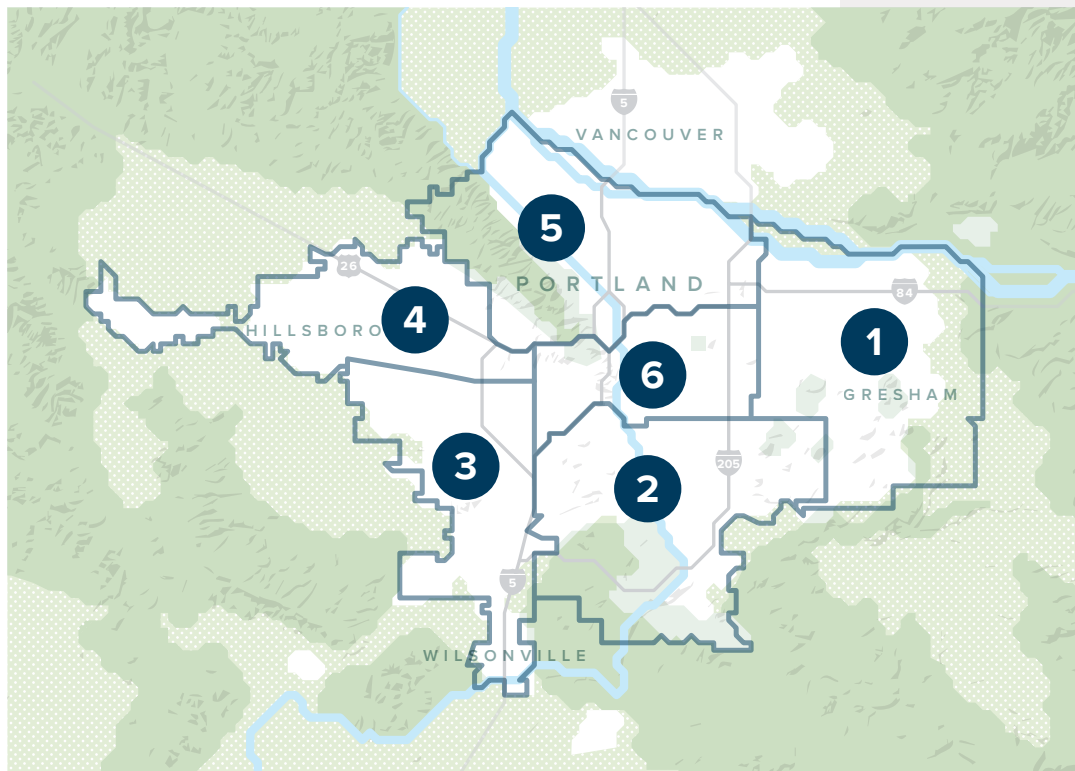 5
VANCOUVER
5
26
PORTLAND
84
4
HILLSBORO
1
6
GRESHAM
3
205
2
5
WILSONVILLE